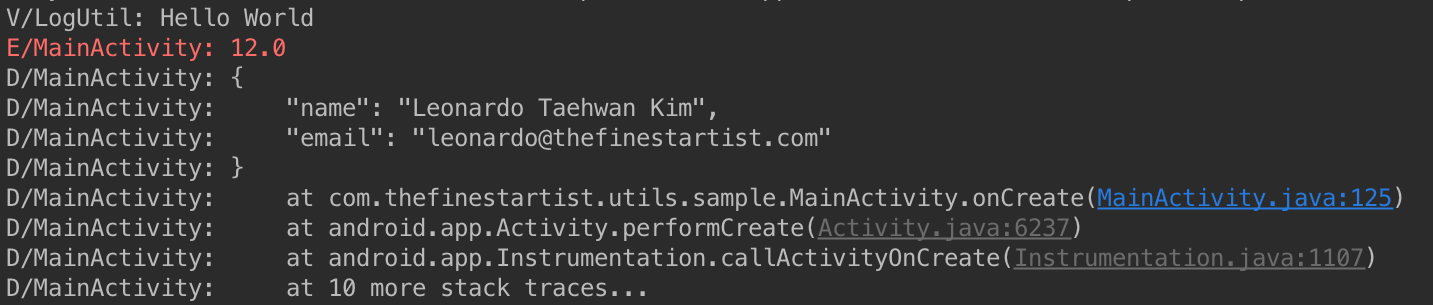 V/LogUtil: Hello World
E/MainActivity: 12.0
D/MainActivity: {
D/MainActivity:     "name": "Leonardo Taehwan Kim",
D/MainActivity:     "email": "leonardo@thefinestartist.com"
D/MainActivity: }
D/MainActivity:     at com.thefinestartist.utils.sample.MainActivity.onCreate(MainActivity.java:125)
D/MainActivity:     at android.app.Activity.performCreate(Activity.java:6237)
D/MainActivity:     at android.app.Instrumentation.callActivityOnCreate(Instrumentation.java:1107)
D/MainActivity:     at 10 more stack traces...